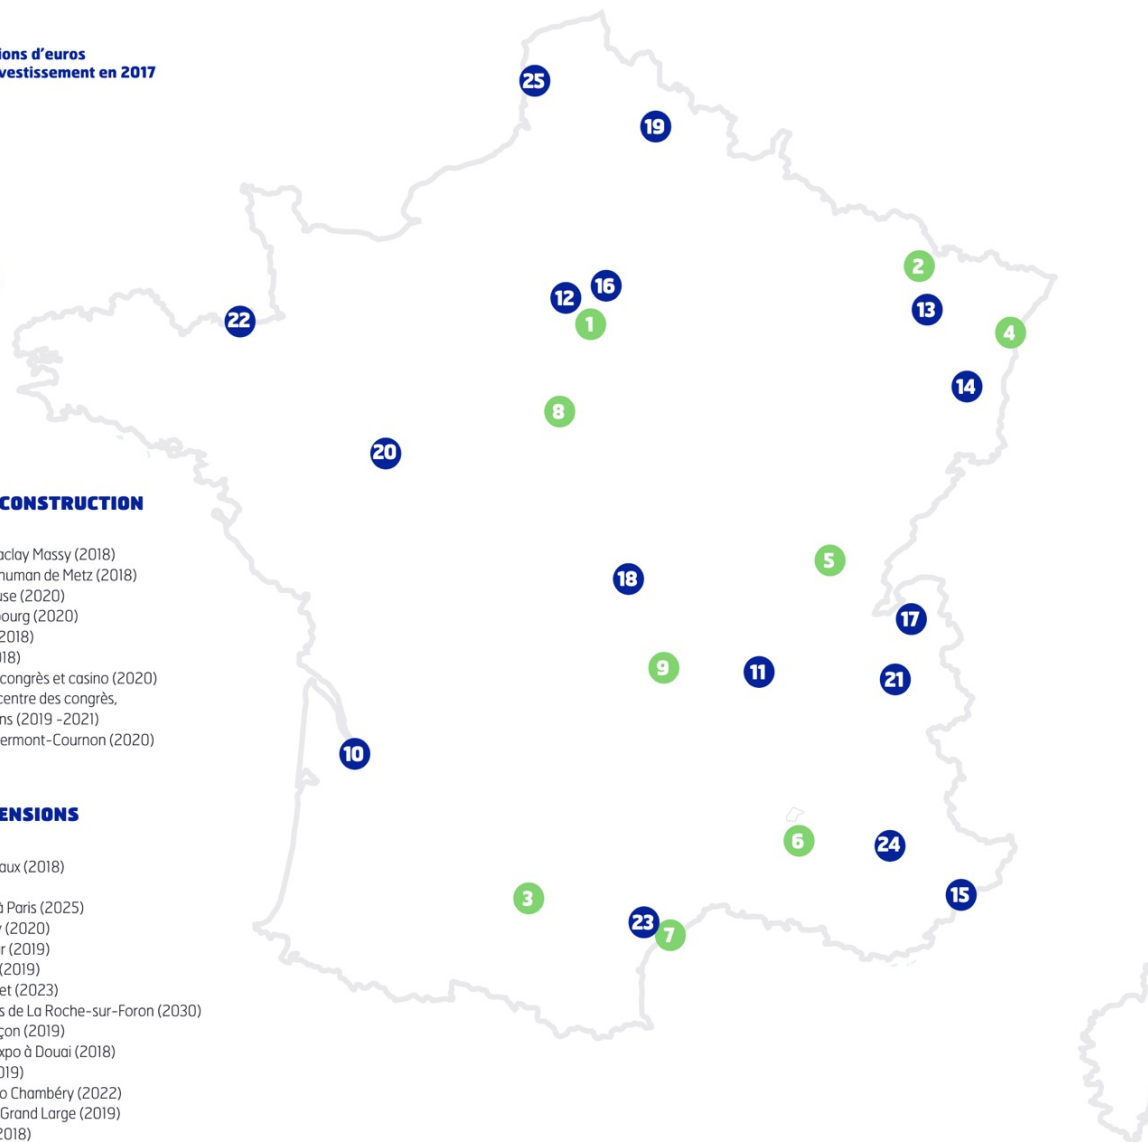 ions d'euros
vestissement en 2017
25
19
2
16
12
13
22
1
4
14
8
20
CONSTRUCTION
aclay Massy (2018)
human de Metz (2018)
use (2020)
bourg (2020)
2018)
018)
congrès et casino (2020)
centre des congrès,
ns (2019 -2021)
ermont-Cournon (2020)
5
18
17
9
11
21
10
ENSIONS
aux (2018)
à Paris (2025)
y (2020)
r (2019)
(2019)
et (2023)
s de La Roche-sur-Foron (2030)
çon (2019)
xpo à Douai (2018)
019)
o Chambéry (2022)
Grand Large (2019)
2018)
6
24
3
15
23
7